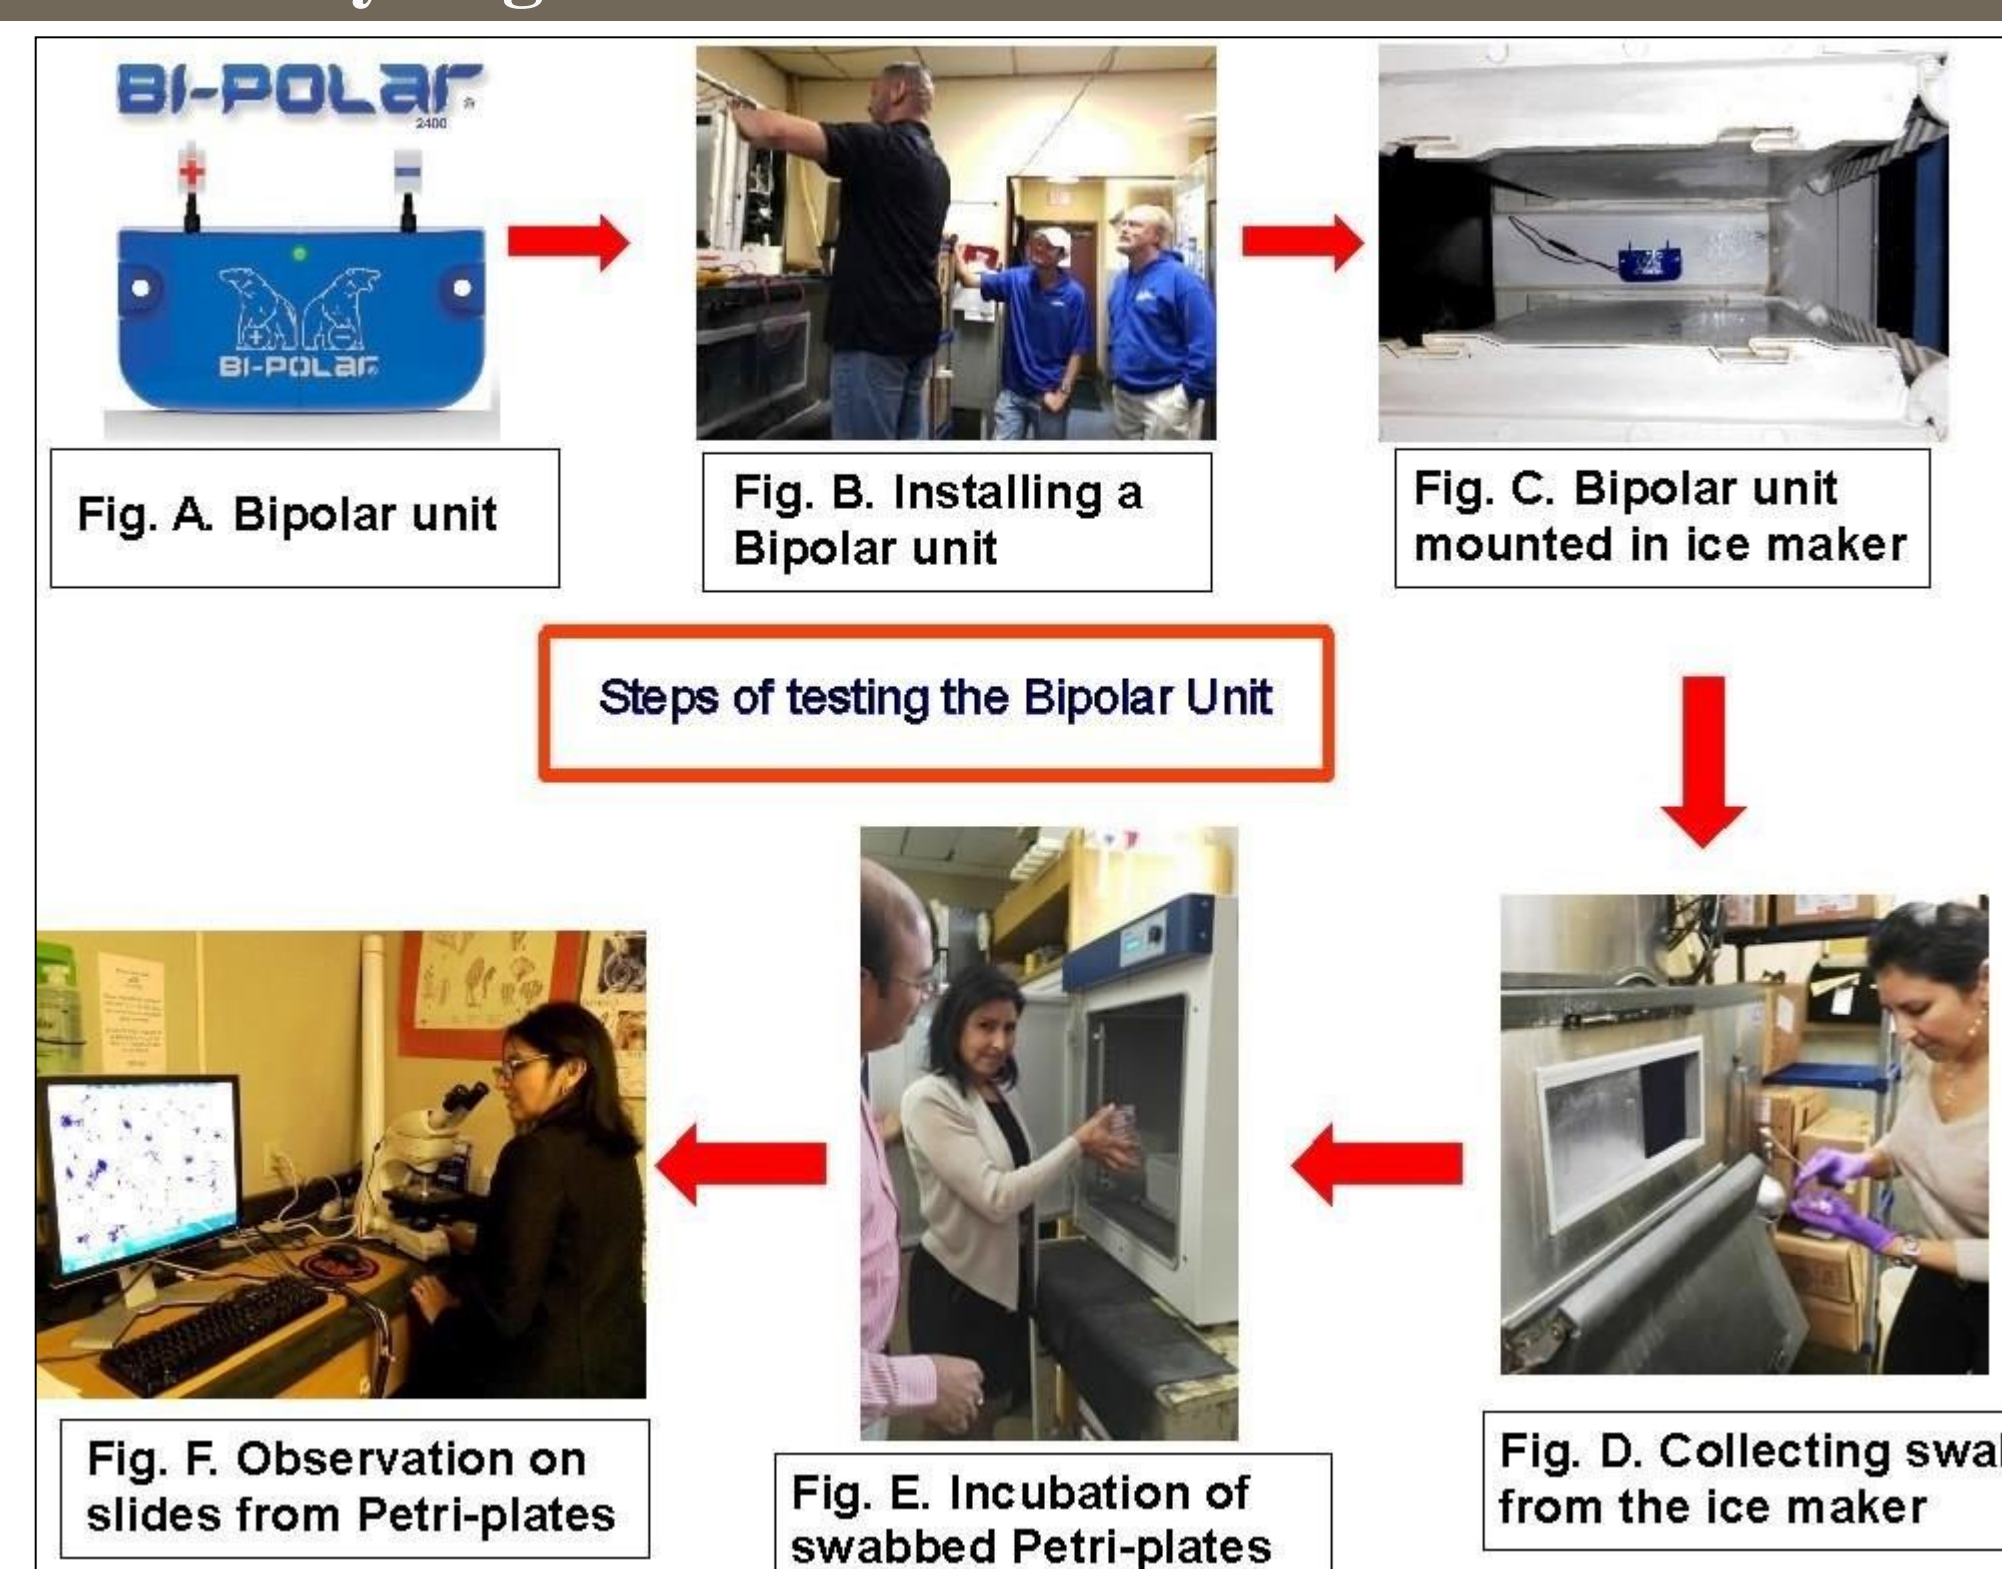 BI-POLar®
2400
+
-
BI-POLar®
Fig. A. Bipolar unit
Fig. B. Installing a
Bipolar unit
Fig. C. Bipolar unit
mounted in ice maker
Steps of testing the Bipolar Unit
Fig. D. Collecting swa
from the ice maker
Fig. E. Incubation of
swabbed Petri-plates
Fig. F. Observation on
slides from Petri-plates